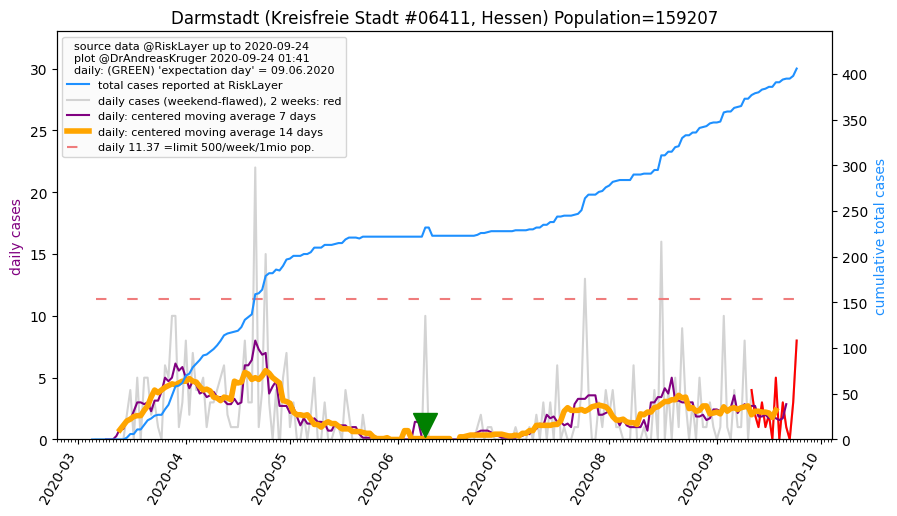 Darmstadt (Kreisfreie Stadt #06411, Hessen) Population=159207
source data @RiskLayer up to 2020-09-24
plot @DrAndreasKruger 2020-09-24 01:41
daily: (GREEN) 'expectation day' = 09.06.2020
total cases reported at RiskLayer
daily cases (weekend-flawed), 2 weeks: red
daily: centered moving average 7 days
daily: centered moving average 14 days
daily 11.37 =limit 500/week/1mio pop.
daily cases
30
25
20
15
10
5
0
cumulative total cases
400
350
300
250
200
150
100
50
0
2020-03
2020-04
2020-05
2020-06
2020-07
2020-08
2020-09
2020-10